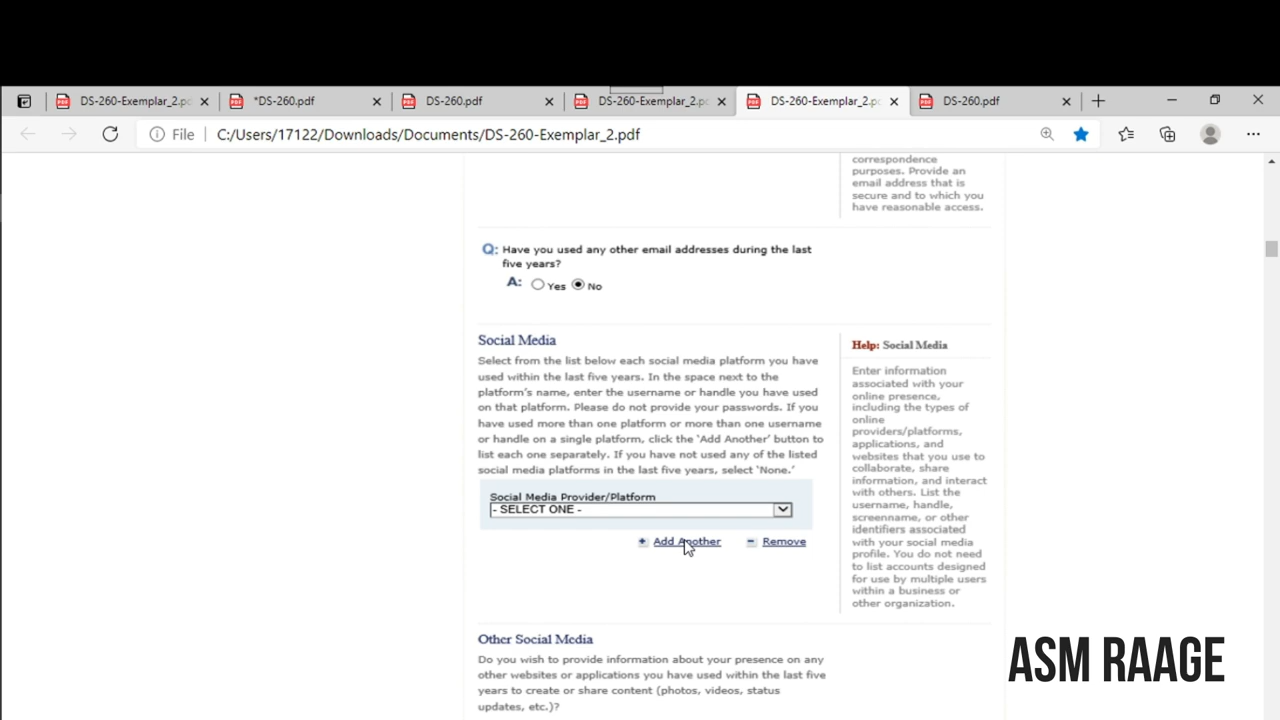 DS-260-Exemplar_2.pd
*DS-260.pdf
DS-260.pdf
DS-260-Exemplar_2.pd
DS-260-Exemplar_2.pd
DS-260.pdf
File
C:/Users/17122/Downloads/Documents/DS-260-Exemplar_2.pdf
correspondence
purposes. Provide an
email address that is
secure and to which you
have reasonable access.
Q: Have you used any other email addresses during the last
five years?
A: Yes No
Social Media
Select from the list below each social media platform you have
used within the last five years. In the space next to the
platform's name, enter the username or handle you have used
on that platform. Please do not provide your passwords. If you
have used more than one platform or more than one username
or handle on a single platform, click the 'Add Another' button to
list each one separately. If you have not used any of the listed
social media platforms in the last five years, select 'None.'
Social Media Provider/Platform
- SELECT ONE -
Add Another
Remove
Help: Social Media
Enter information
associated with your
online presence,
including the types of
online
providers/platforms,
applications, and
websites that you use to
collaborate, share
information, and interact
with others. List the
username, handle,
screenname, or other
identifiers associated
with your social media
profile. You do not need
to list accounts designed
for use by multiple users
within a business or
other organization.
Other Social Media
Do you wish to provide information about your presence on any
other websites or applications you have used within the last five
years to create or share content (photos, videos, status
updates, etc.)?
ASM RAAGE